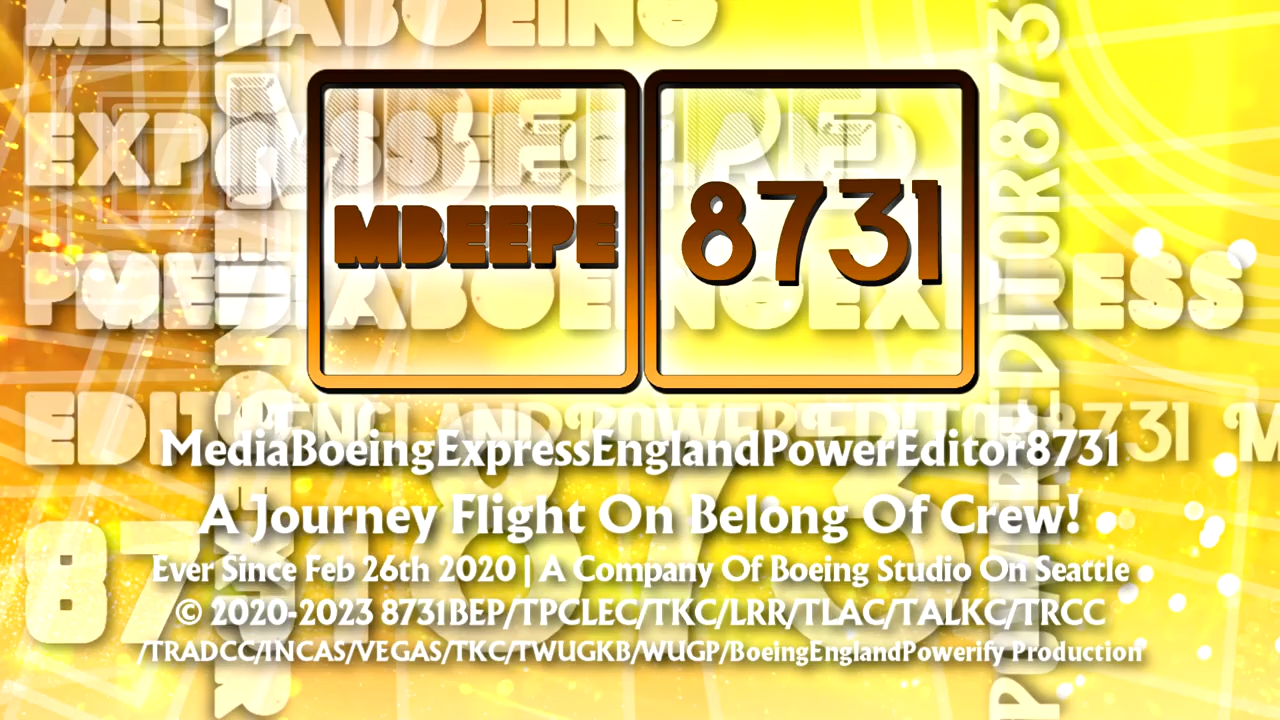 MEDIABOEING
MBEEPE
8731
MediaBoeingExpressEnglandPowerEditor8731
A Journey Flight On Belong Of Crew!
Ever Since Feb 26th 2020 | A Company Of Boeing Studio On Seattle
© 2020-2023 8731BEP/TPCLEC/TKC/LRR/TLAC/TALKC/TRCC
/TRADCC/INCAS/VEGAS/TKC/TWUGKB/WUGP/BoeingEnglandPowerify Production